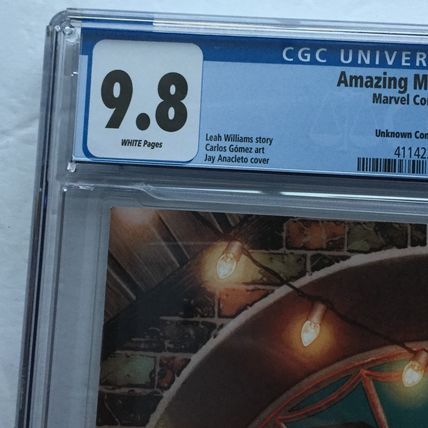 CGC UNIVER
9.8
WHITE Pages
Amazing M
Marvel Co
Leah Williams story
Carlos Gómez art
Jay Anacleto cover
Unknown Com
41142